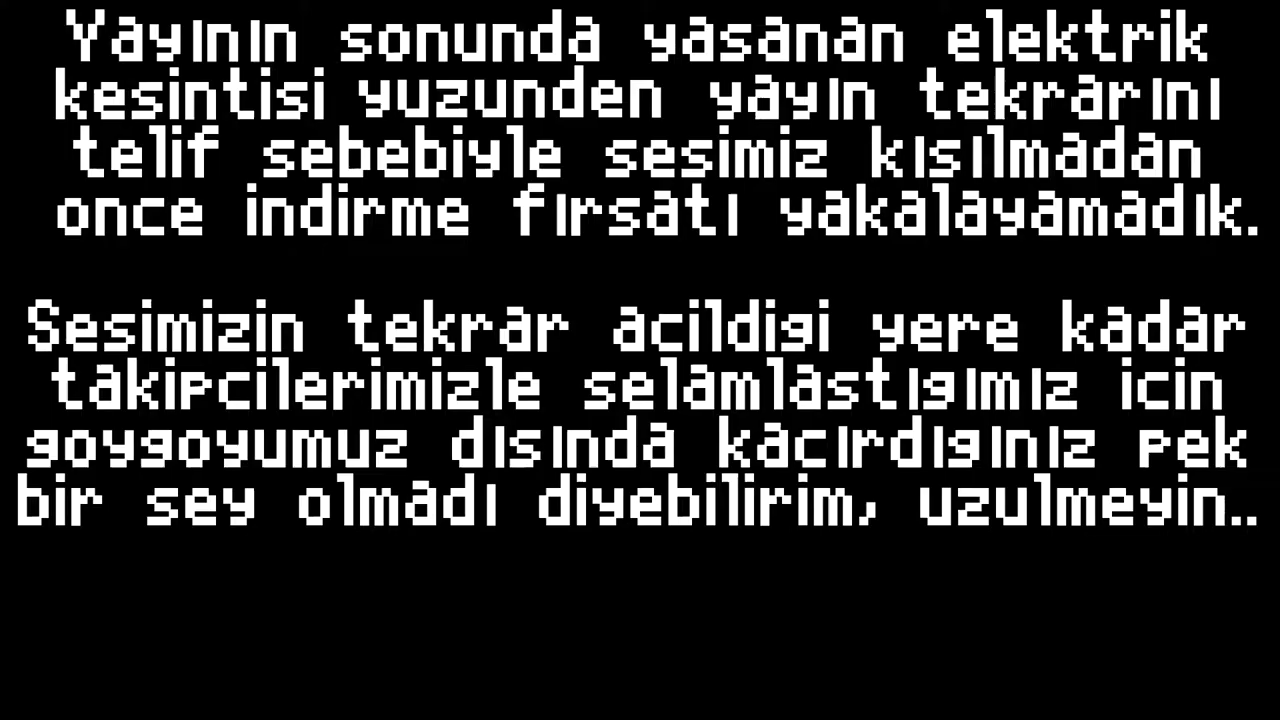 Yayının sonunda yasanan elektrik
kesintisi yuzunden yayın tekrarını
telif sebebiyle sesimiz kısılmadan
once indirme fırsatı yakalayamadık.
Sesimizin tekrar acildigi yere kadar
takipcilerimizle selamlastıgımız icin
goygoyumuz dısında kacırdıgınız pek
bir sey olmadı diyebilirim, uzulmeyin..